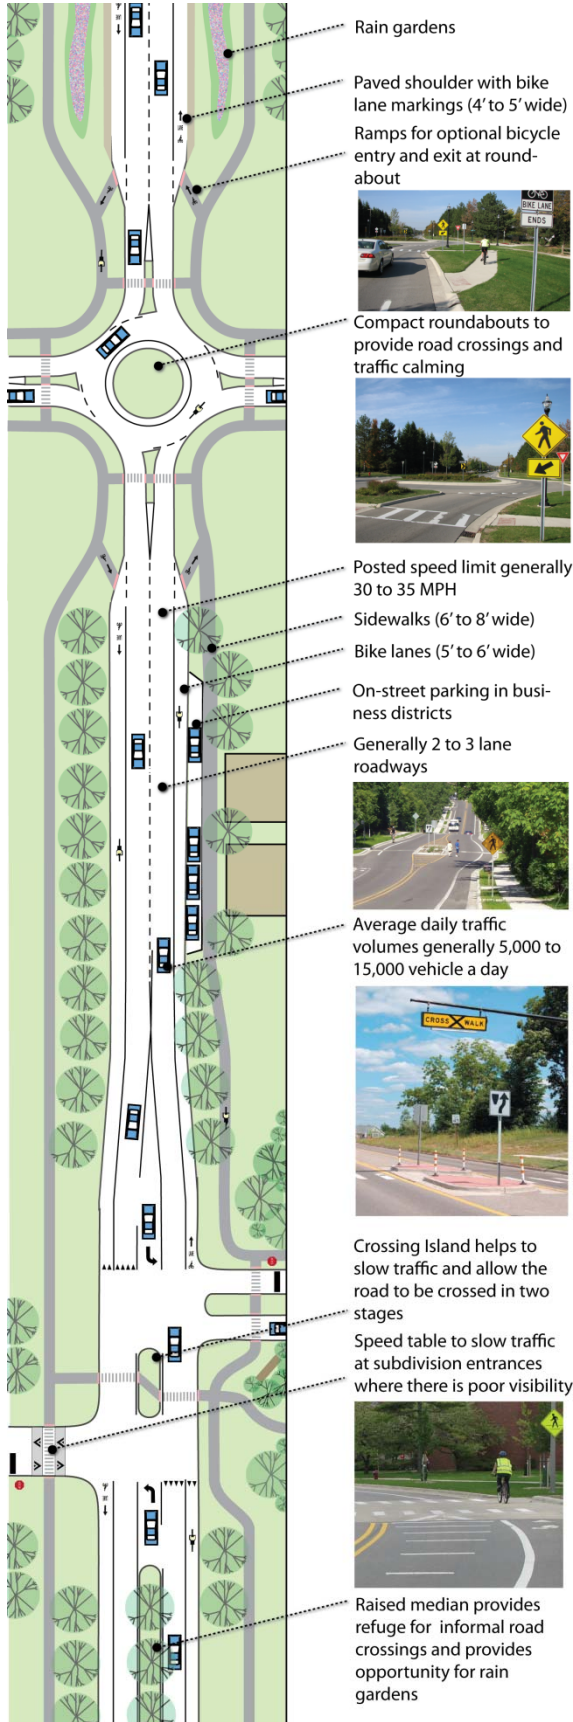 Rain gardens
Paved shoulder with bike
lane markings (4’ to 5’ wide)
Ramps for optional bicycle
entry and exit at round-
about
BIKE LANE
ENDS
Compact roundabouts to
provide road crossings and
traffic calming
Posted speed limit generally
30 to 35 MPH
Sidewalks (6’ to 8’ wide)
Bike lanes (5’ to 6’ wide)
On-street parking in busi-
ness districts
Generally 2 to 3 lane
roadways
Average daily traffic
volumes generally 5,000 to
15,000 vehicle a day
CROSS WALK
Crossing Island helps to
slow traffic and allow the
road to be crossed in two
stages
Speed table to slow traffic
at subdivision entrances
where there is poor visibility
Raised median provides
refuge for informal road
crossings and provides
opportunity for rain
gardens